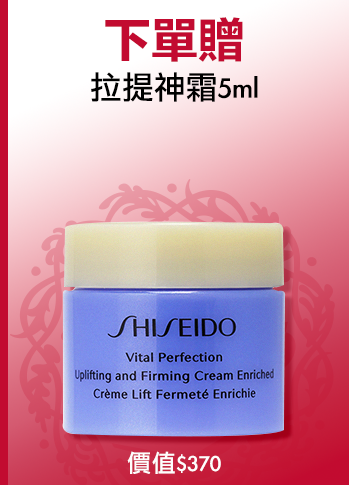 下單贈
拉提神霜5ml
SHISEIDO
Vital Perfection
Uplifting and Firming Cream Enriched
Crème Lift Fermeté Enrichie
價值$370